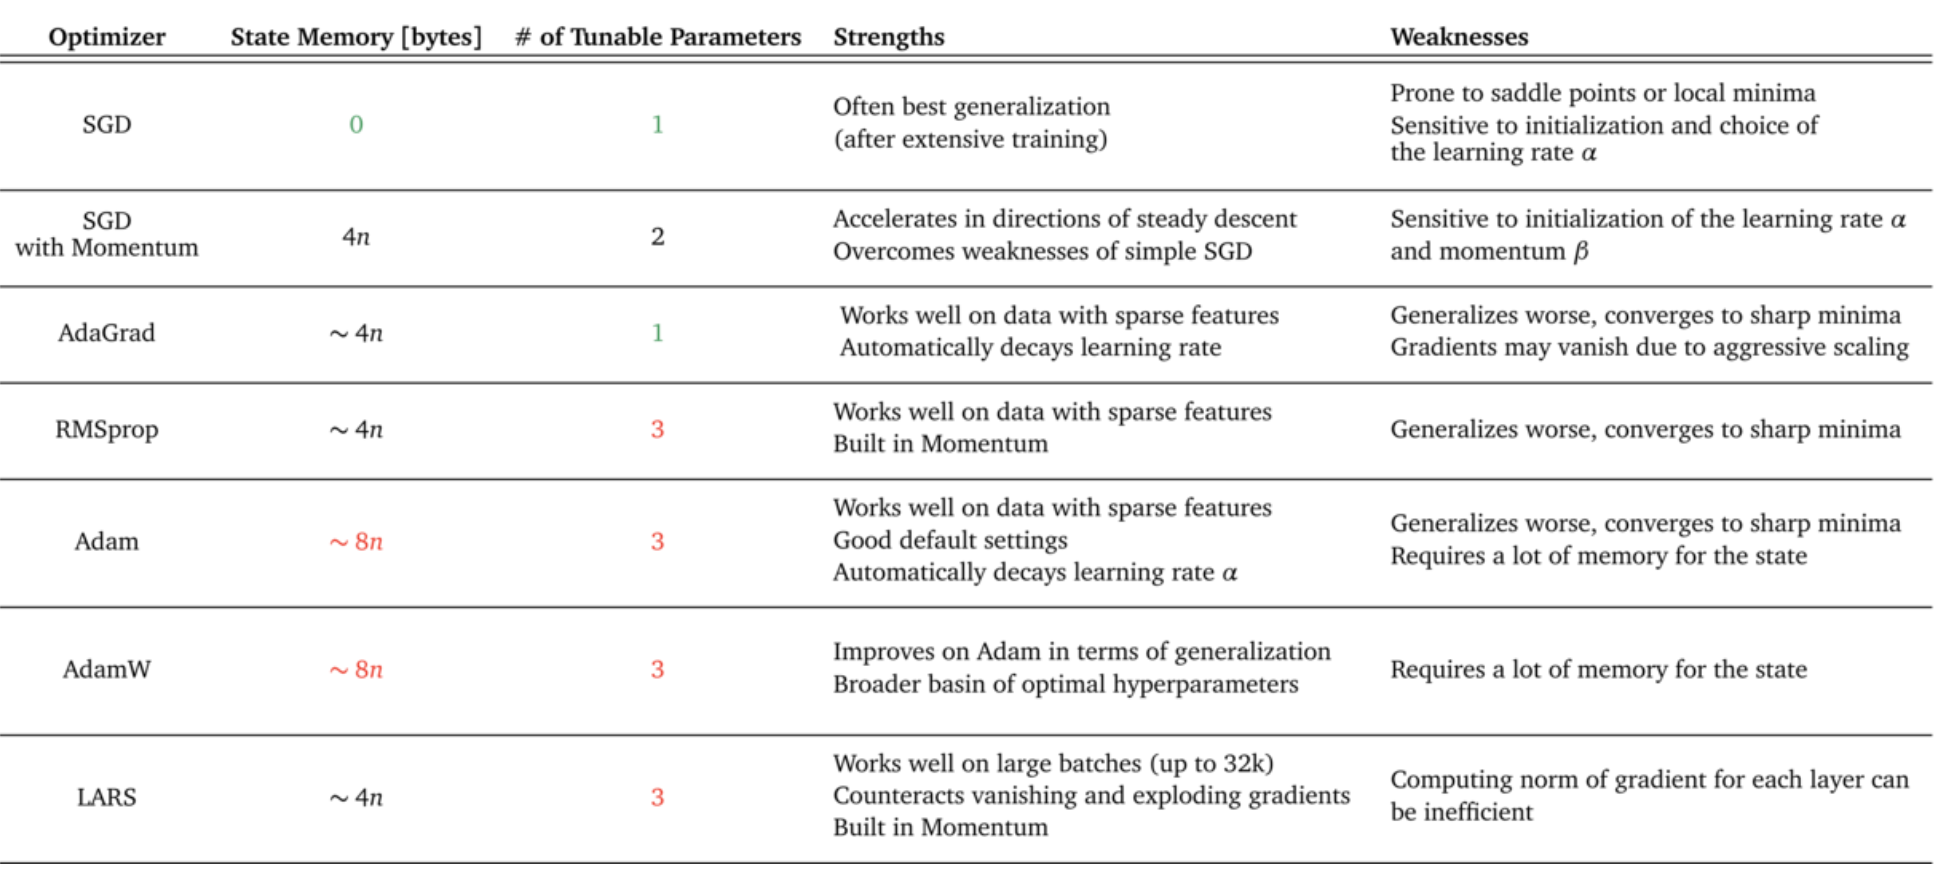 Optimizer State Memory [bytes] # of Tunable Parameters Strengths Weaknesses
SGD 0 1
Often best generalization
(after extensive training)
Prone to saddle points or local minima
Sensitive to initialization and choice of
the learning rate α
SGD
with Momentum
4n 2
Accelerates in directions of steady descent
Overcomes weaknesses of simple SGD
Sensitive to initialization of the learning rate α
and momentum β
AdaGrad ∼ 4n 1
Works well on data with sparse features
Automatically decays learning rate
Generalizes worse, converges to sharp minima
Gradients may vanish due to aggressive scaling
RMSprop ∼ 4n 3
Works well on data with sparse features
Built in Momentum
Generalizes worse, converges to sharp minima
Adam ∼ 8n 3
Works well on data with sparse features
Good default settings
Automatically decays learning rate α
Generalizes worse, converges to sharp minima
Requires a lot of memory for the state
AdamW ∼ 8n 3
Improves on Adam in terms of generalization
Broader basin of optimal hyperparameters
Requires a lot of memory for the state
LARS ∼ 4n 3
Works well on large batches (up to 32k)
Counteracts vanishing and exploding gradients
Built in Momentum
Computing norm of gradient for each layer can
be inefficient